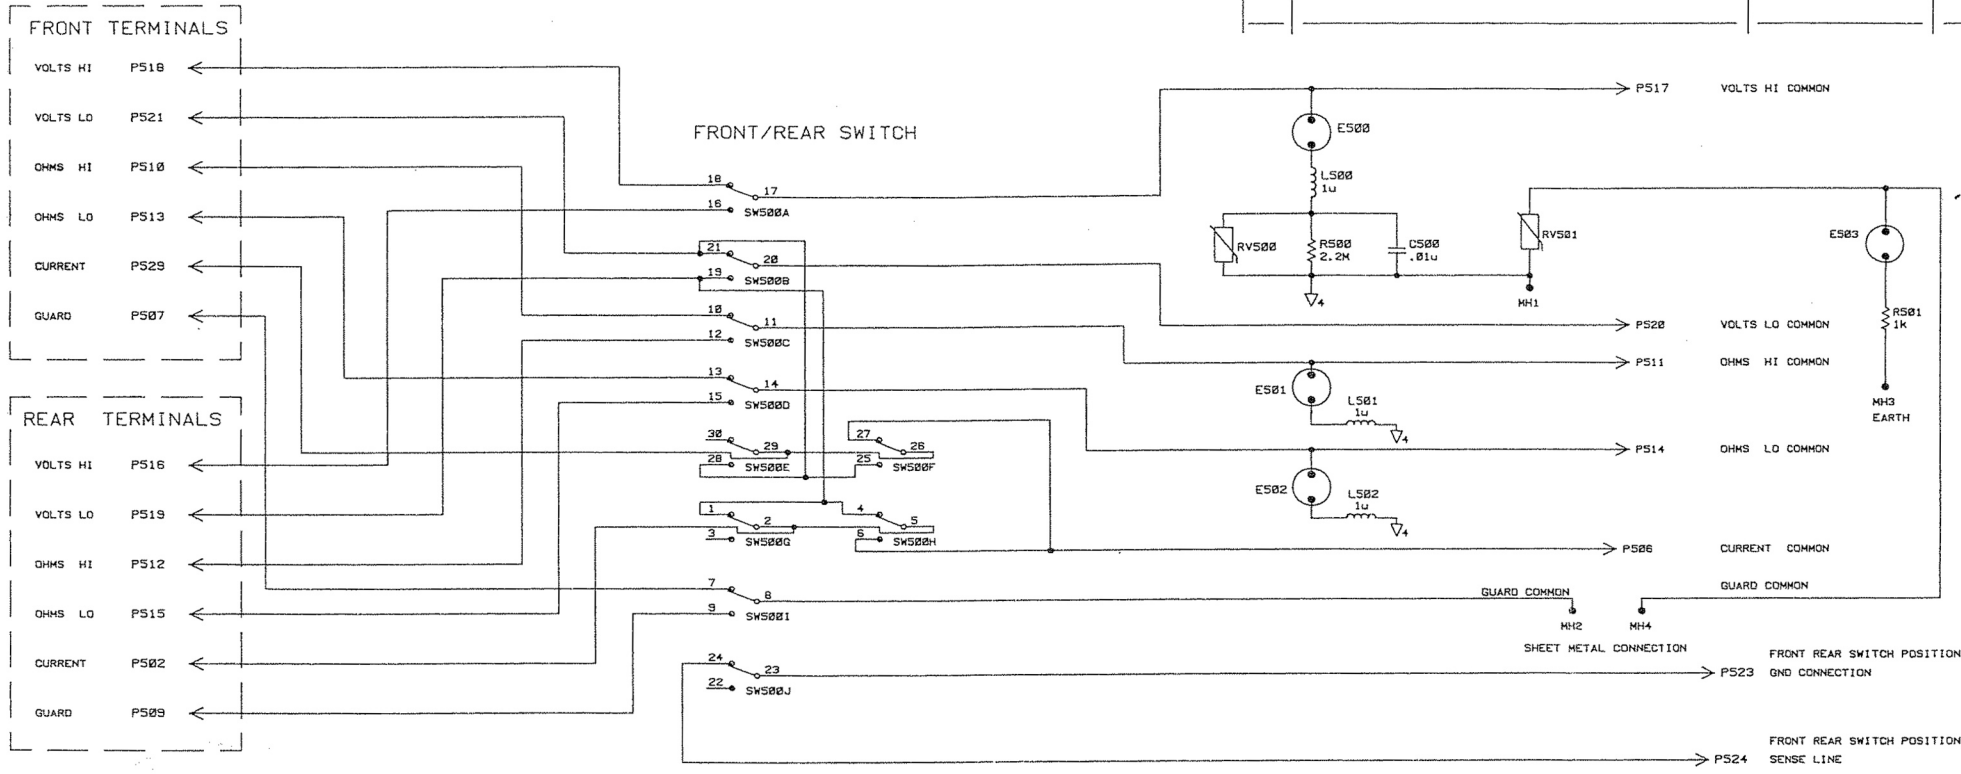 FRONT TERMINALS
VOLTS HI P518
VOLTS LO P521
OHMS HI P510
OHMS LO P513
CURRENT P529
GUARD P507
REAR TERMINALS
VOLTS HI P516
VOLTS LO P519
OHMS HI P512
OHMS LO P515
CURRENT P502
GUARD P509
FRONT/REAR SWITCH
18
17
16
SW500A
21
20
19
SW500B
10
11
12
SW500C
13
14
15
SW500D
30
29
28
SW500E
27
26
25
SW500F
1
2
3
SW500G
4
5
6
SW500H
7
8
9
SW500I
24
23
22
SW500J
P517 VOLTS HI COMMON
E500
L500
1u
RV500
R500
2.2M
C500
.01u
4
RV501
MH1
E503
R501
1k
MH3
EARTH
P520 VOLTS LO COMMON
P511 OHMS HI COMMON
E501
L501
1u
4
P514 OHMS LO COMMON
E502
L502
1u
4
P506 CURRENT COMMON
GUARD COMMON
GUARD COMMON
MH2
MH4
SHEET METAL CONNECTION
FRONT REAR SWITCH POSITION
P523 GND CONNECTION
FRONT REAR SWITCH POSITION
P524 SENSE LINE